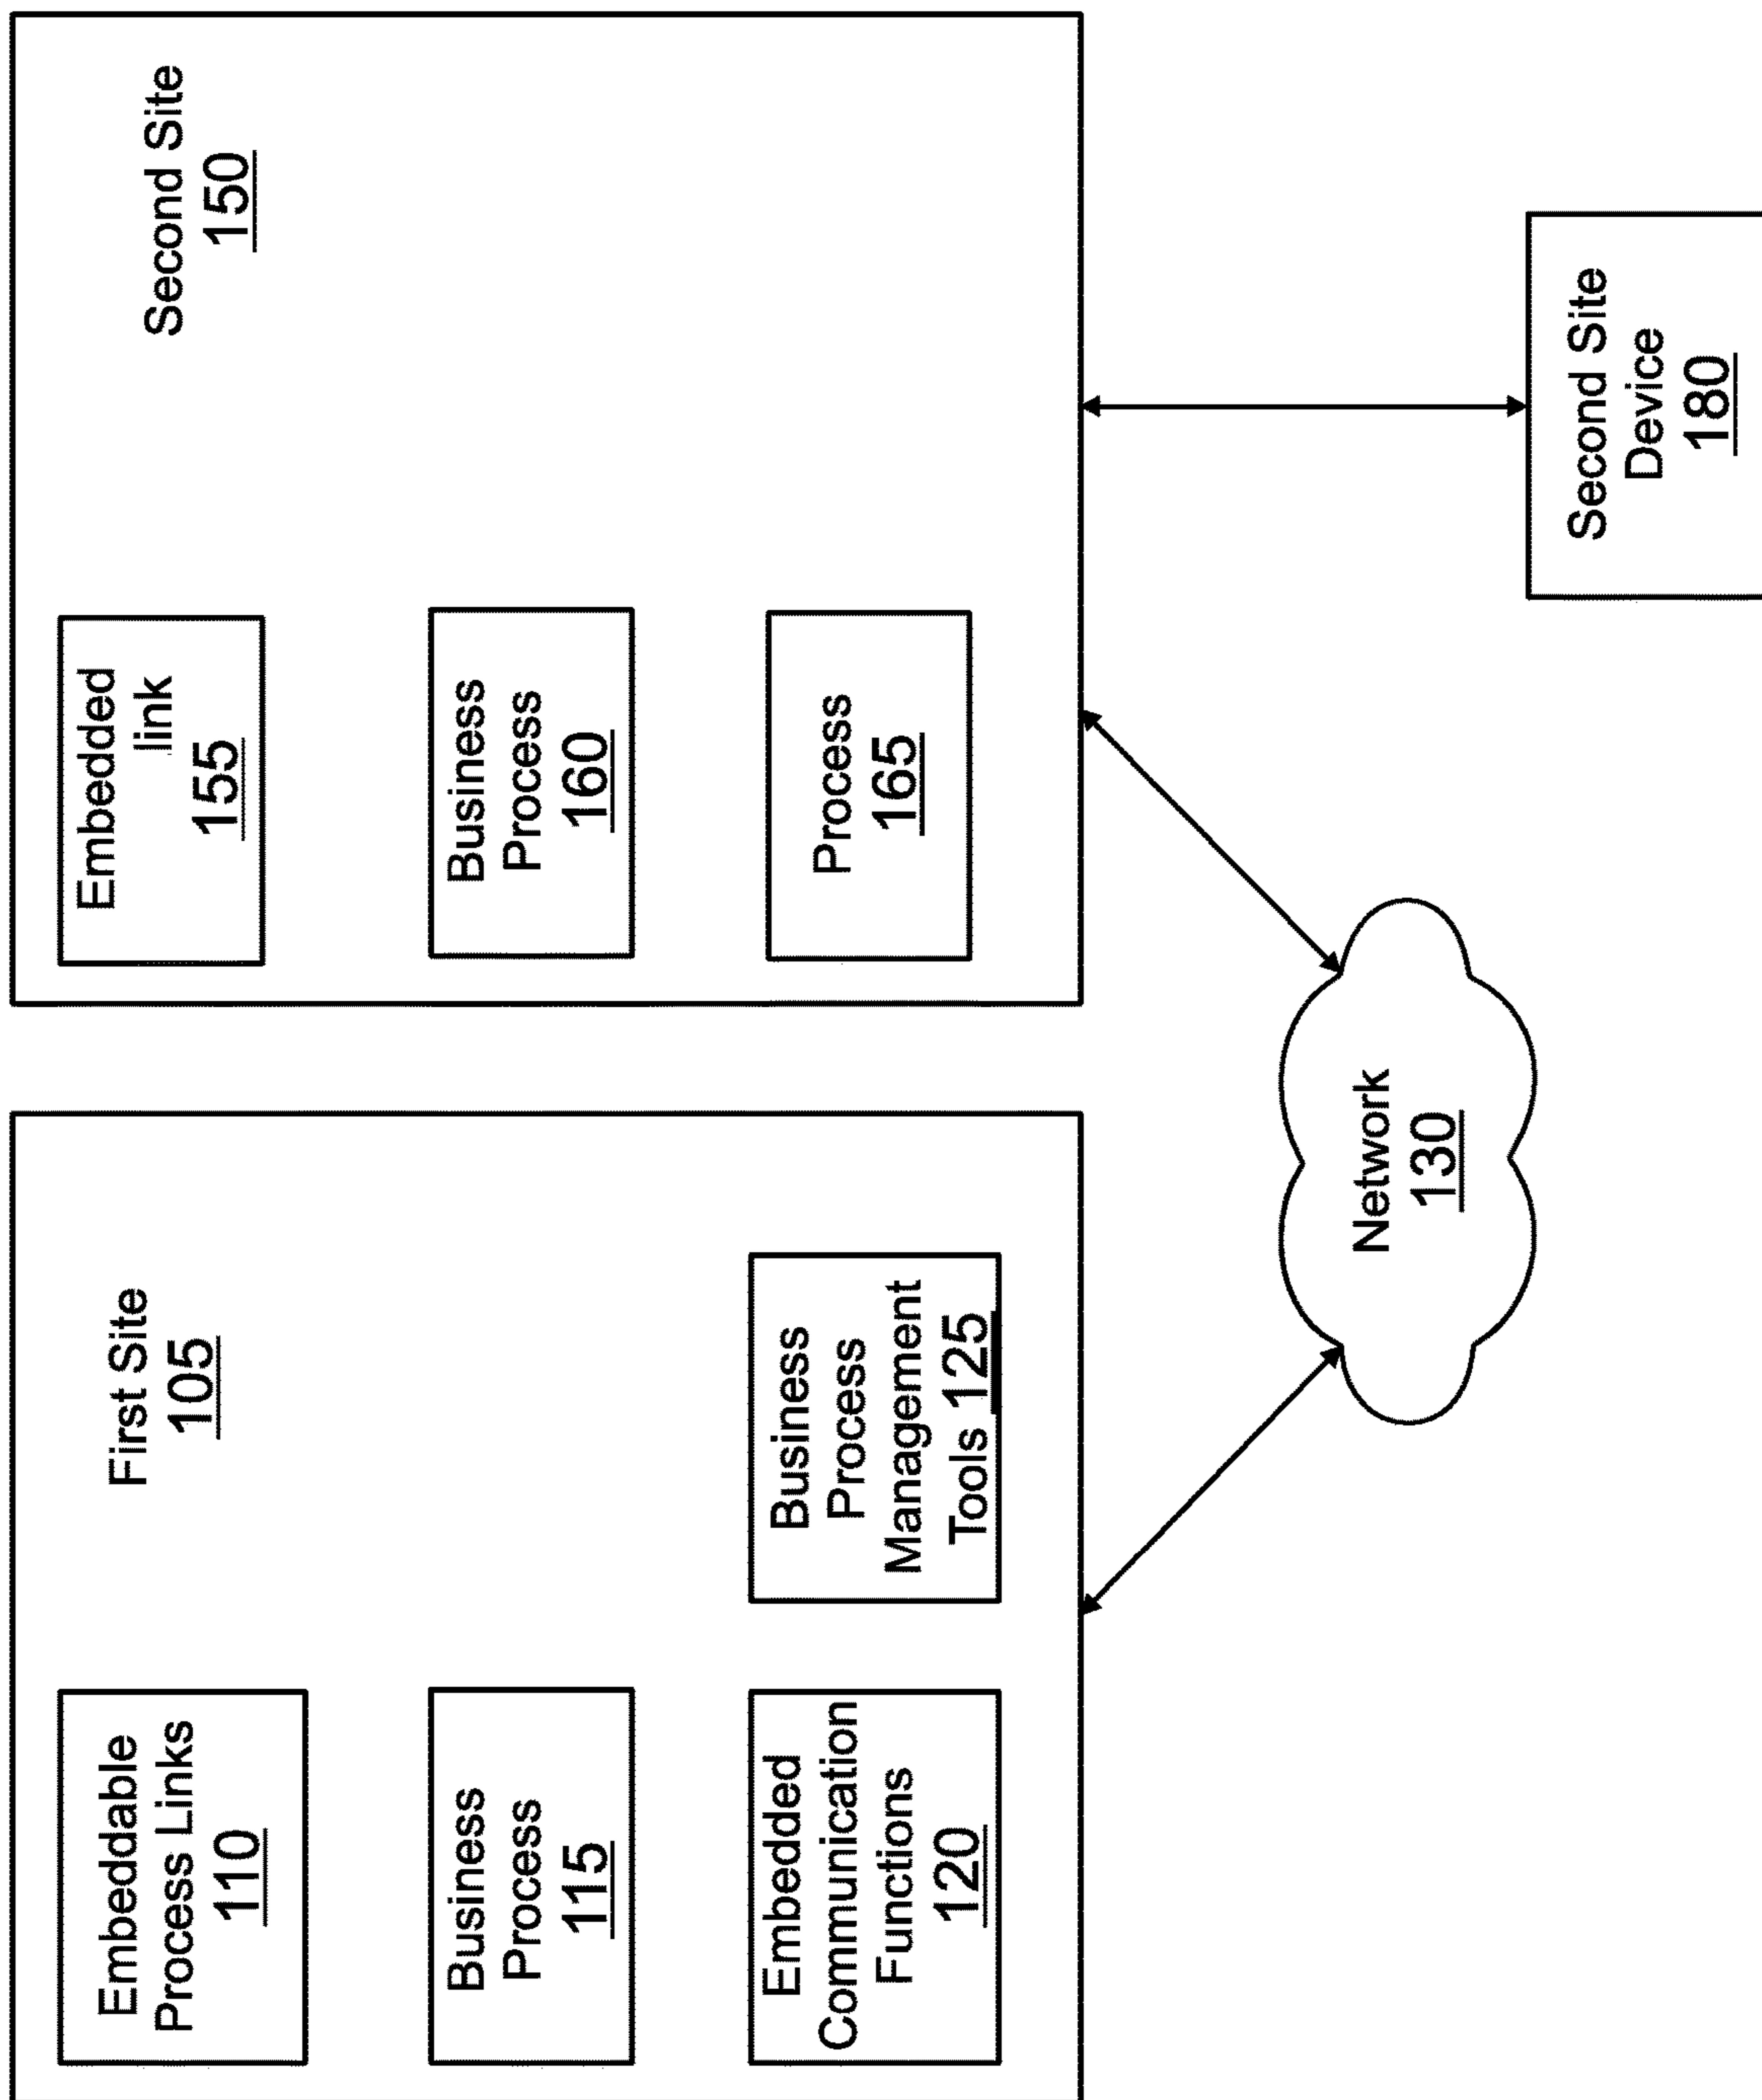 First Site
105
Embeddable
Process Links
110
Business
Process
115
Embedded
Communication
Functions
120
Business
Process
Management
Tools 125
Second Site
150
Embedded
link
155
Business
Process
160
Process
165
Network
130
Second Site
Device
180